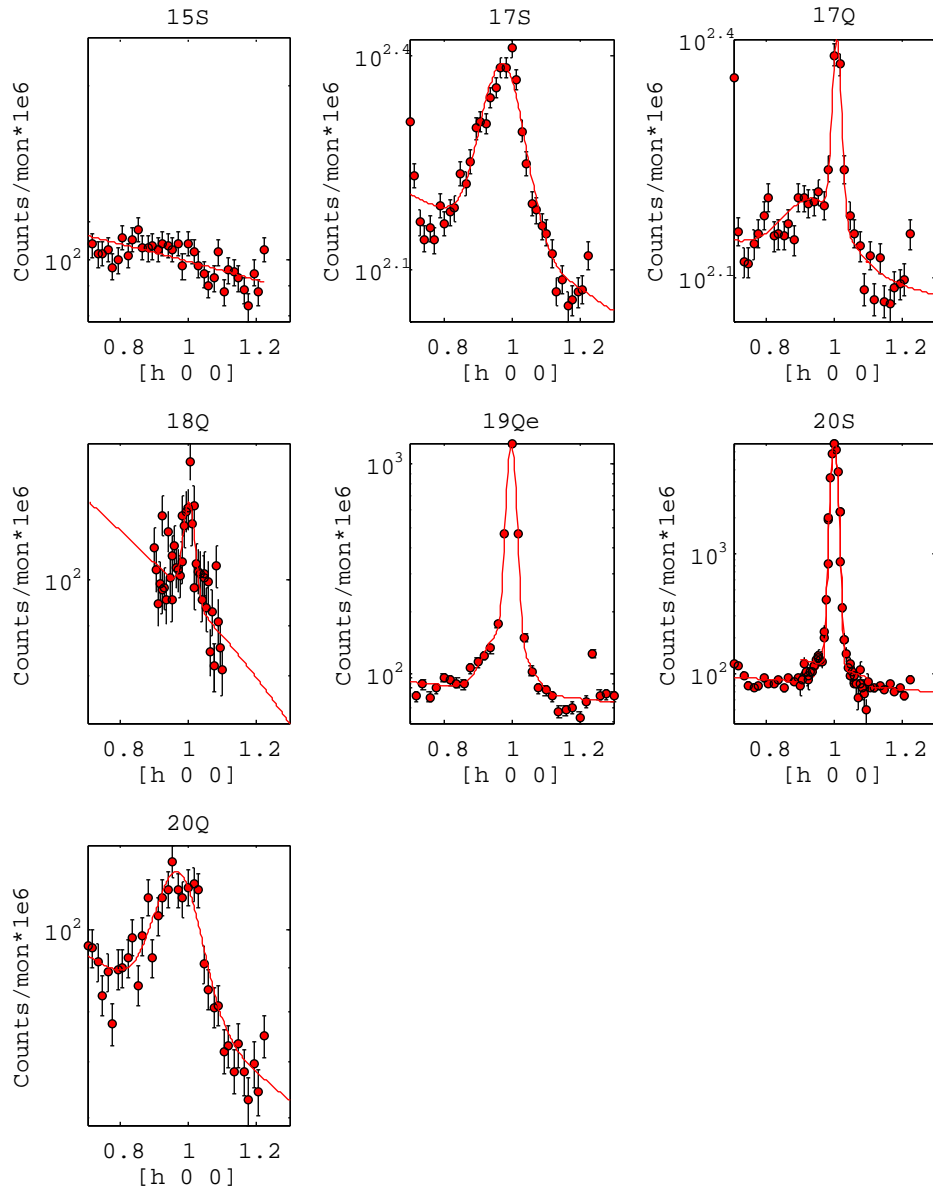 15S
Counts/mon*1e6
10^2
0.8 1 1.2
[h 0 0]
17S
Counts/mon*1e6
10^2.4
10^2.1
0.8 1 1.2
[h 0 0]
17Q
Counts/mon*1e6
10^2.4
10^2.1
0.8 1 1.2
[h 0 0]
18Q
Counts/mon*1e6
10^2
0.8 1 1.2
[h 0 0]
19Qe
Counts/mon*1e6
10^3
10^2
0.8 1 1.2
[h 0 0]
20S
Counts/mon*1e6
10^3
10^2
0.8 1 1.2
[h 0 0]
20Q
Counts/mon*1e6
10^2
0.8 1 1.2
[h 0 0]